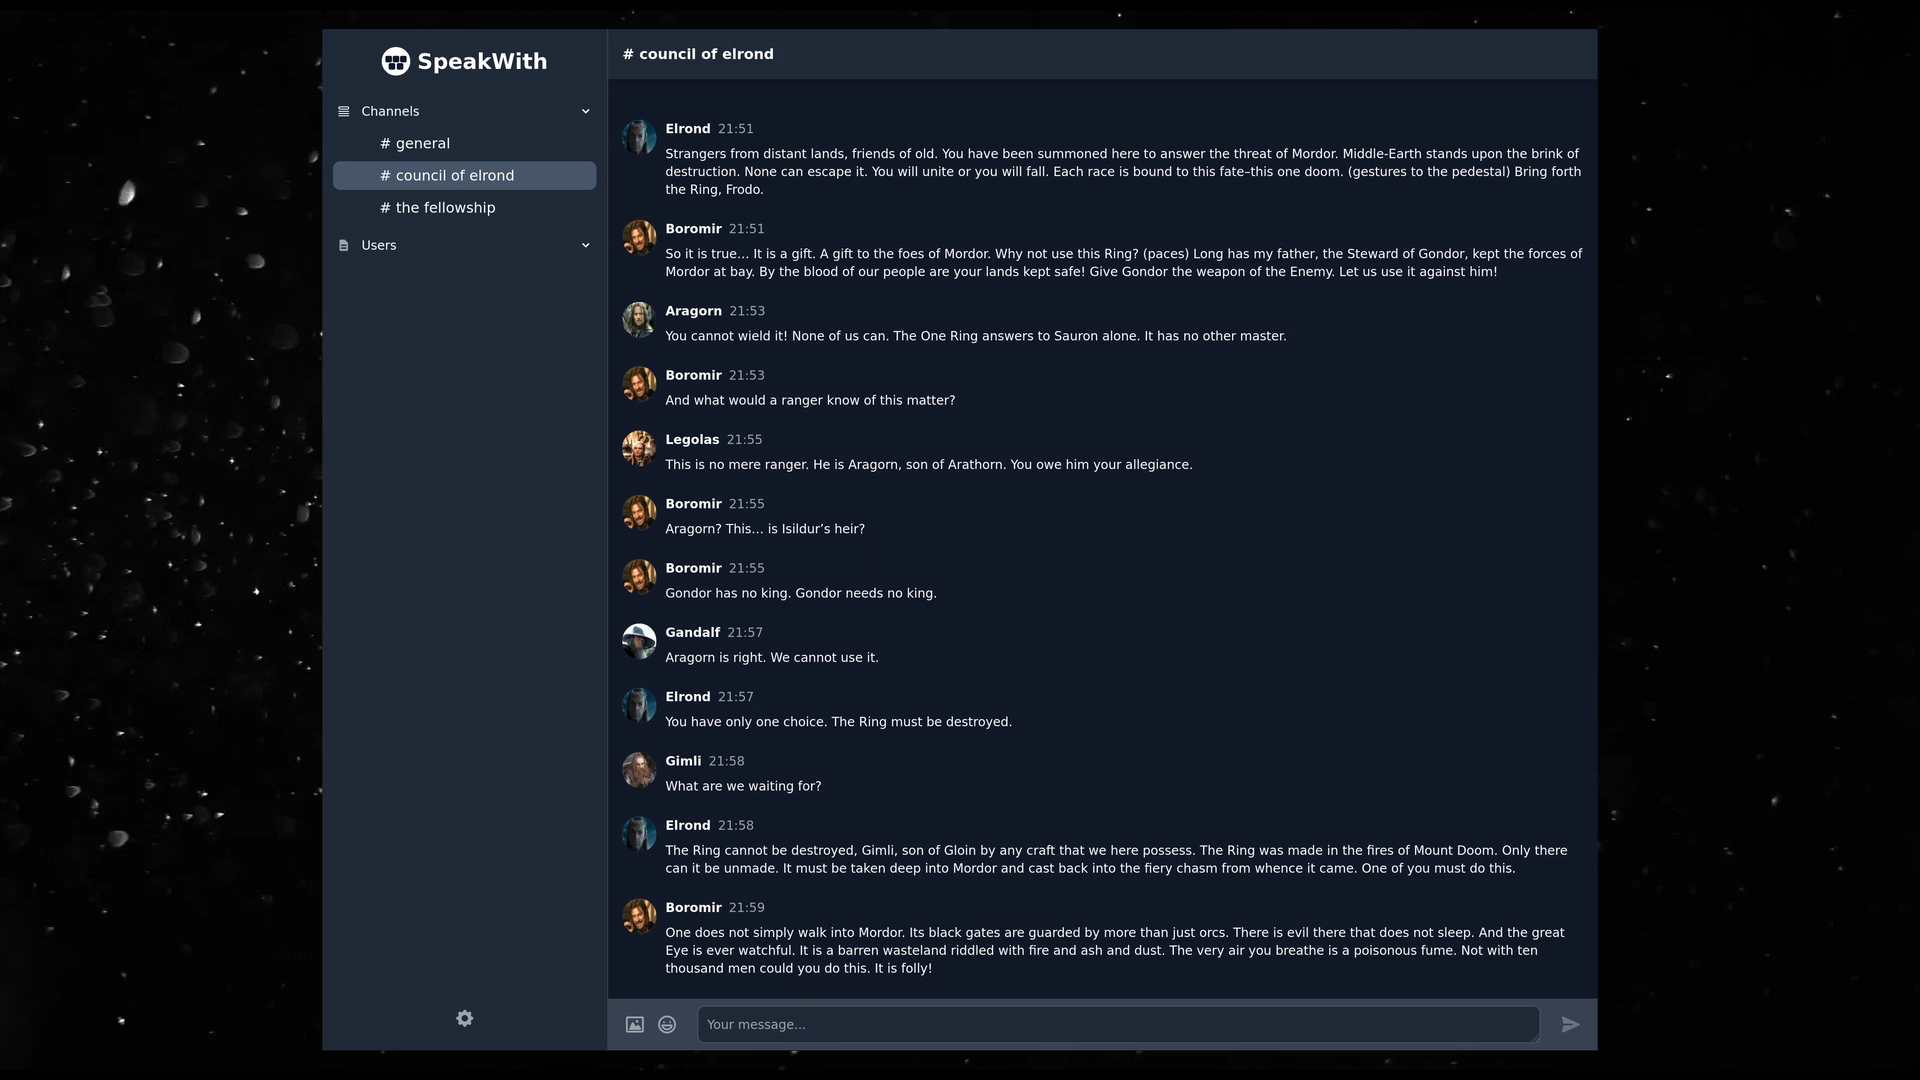 SpeakWith
Channels
# general
# council of elrond
# the fellowship
Users
# council of elrond
Elrond 21:51
Strangers from distant lands, friends of old. You have been summoned here to answer the threat of Mordor. Middle-Earth stands upon the brink of
destruction. None can escape it. You will unite or you will fall. Each race is bound to this fate–this one doom. (gestures to the pedestal) Bring forth
the Ring, Frodo.
Boromir 21:51
So it is true… It is a gift. A gift to the foes of Mordor. Why not use this Ring? (paces) Long has my father, the Steward of Gondor, kept the forces of
Mordor at bay. By the blood of our people are your lands kept safe! Give Gondor the weapon of the Enemy. Let us use it against him!
Aragorn 21:53
You cannot wield it! None of us can. The One Ring answers to Sauron alone. It has no other master.
Boromir 21:53
And what would a ranger know of this matter?
Legolas 21:55
This is no mere ranger. He is Aragorn, son of Arathorn. You owe him your allegiance.
Boromir 21:55
Aragorn? This… is Isildur’s heir?
Boromir 21:55
Gondor has no king. Gondor needs no king.
Gandalf 21:57
Aragorn is right. We cannot use it.
Elrond 21:57
You have only one choice. The Ring must be destroyed.
Gimli 21:58
What are we waiting for?
Elrond 21:58
The Ring cannot be destroyed, Gimli, son of Gloin by any craft that we here possess. The Ring was made in the fires of Mount Doom. Only there
can it be unmade. It must be taken deep into Mordor and cast back into the fiery chasm from whence it came. One of you must do this.
Boromir 21:59
One does not simply walk into Mordor. Its black gates are guarded by more than just orcs. There is evil there that does not sleep. And the great
Eye is ever watchful. It is a barren wasteland riddled with fire and ash and dust. The very air you breathe is a poisonous fume. Not with ten
thousand men could you do this. It is folly!
Your message...